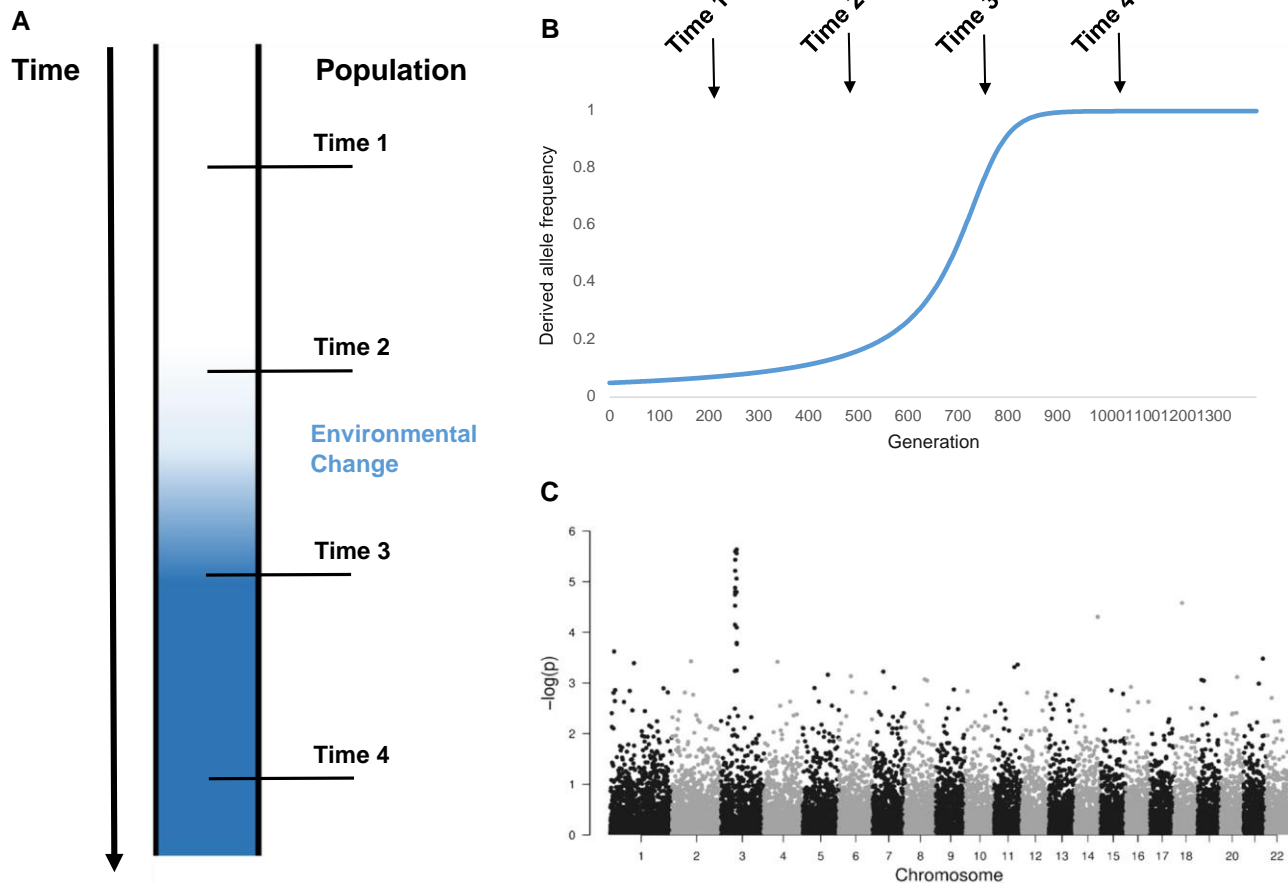 A
Time
Population
Time 1
Time 2
Environmental
Change
Time 3
Time 4
B
Time 1
Time 2
Time 3
Time 4
Derived allele frequency
1
0.8
0.6
0.4
0.2
0
0 100 200 300 400 500 600 700 800 900 1000 1100 1200 1300
Generation
C
−log(p)
6
5
4
3
2
1
0
1 2 3 4 5 6 7 8 9 10 11 12 13 14 15 16 17 18 20 22
Chromosome